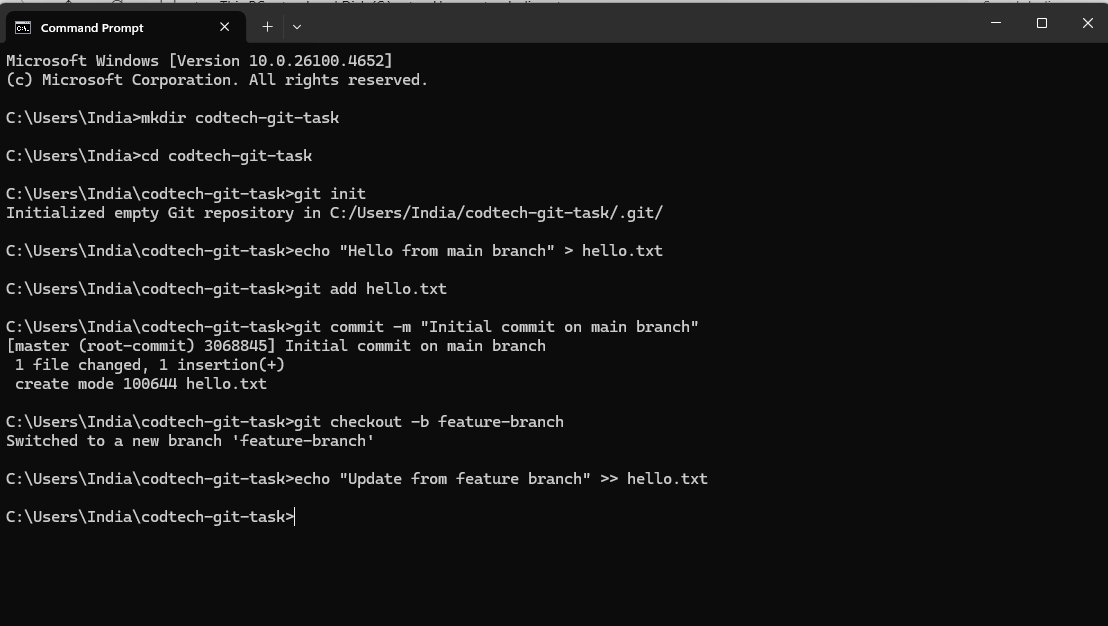 Command Prompt
Microsoft Windows [Version 10.0.26100.4652]
(c) Microsoft Corporation. All rights reserved.
C:\Users\India>mkdir codtech-git-task
C:\Users\India>cd codtech-git-task
C:\Users\India\codtech-git-task>git init
Initialized empty Git repository in C:/Users/India/codtech-git-task/.git/
C:\Users\India\codtech-git-task>echo "Hello from main branch" > hello.txt
C:\Users\India\codtech-git-task>git add hello.txt
C:\Users\India\codtech-git-task>git commit -m "Initial commit on main branch"
[master (root-commit) 3068845] Initial commit on main branch
 1 file changed, 1 insertion(+)
 create mode 100644 hello.txt
C:\Users\India\codtech-git-task>git checkout -b feature-branch
Switched to a new branch 'feature-branch'
C:\Users\India\codtech-git-task>echo "Update from feature branch" >> hello.txt
C:\Users\India\codtech-git-task>